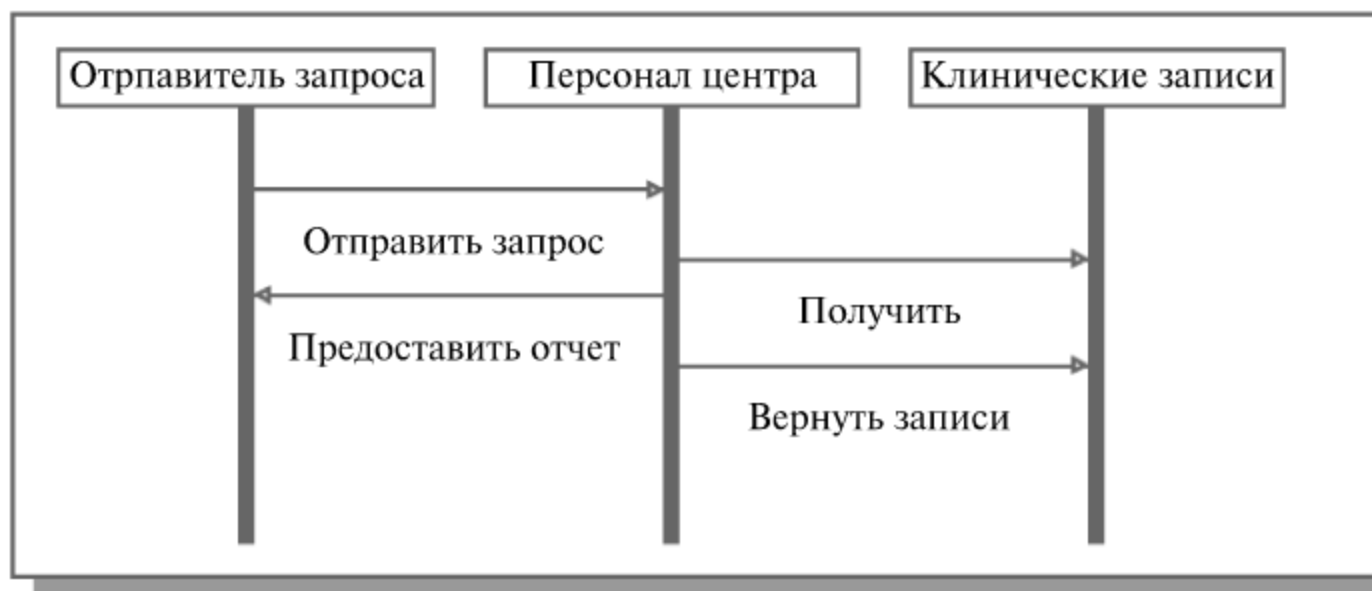 Отрпавитель запроса
Персонал центра
Клинические записи
Отправить запрос
Получить
Предоставить отчет
Вернуть записи